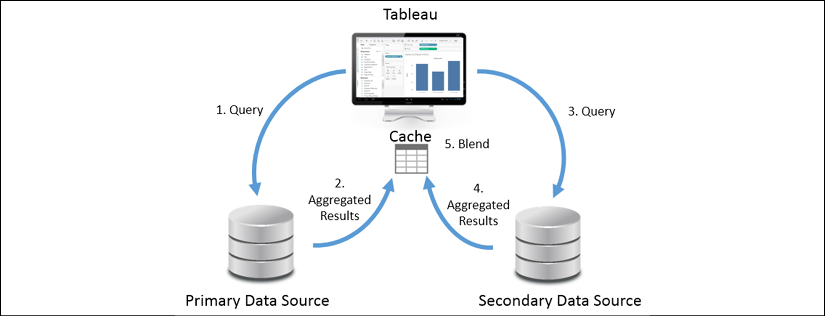 Tableau
1. Query
3. Query
Cache
5. Blend
2.
Aggregated
Results
4.
Aggregated
Results
Primary Data Source
Secondary Data Source